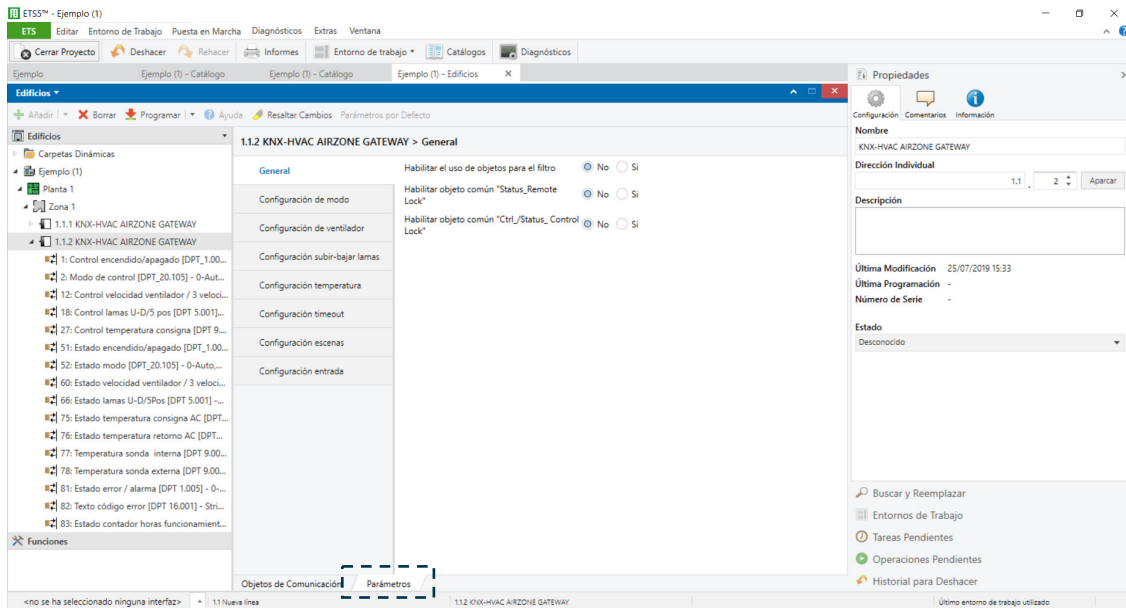 ETS5™ - Ejemplo (1)
ETS Editar Entorno de Trabajo Puesta en Marcha Diagnósticos Extras Ventana
Cerrar Proyecto Deshacer Rehacer Informes Entorno de trabajo Catálogos Diagnósticos
Ejemplo Ejemplo (1) - Catálogo Ejemplo (1) - Catálogo Ejemplo (1) - Edificios
Edificios
Añadir Borrar Programar Ayuda Resaltar Cambios Parámetros por Defecto
Edificios
Carpetas Dinámicas
Ejemplo (1)
Planta 1
Zona 1
1.1.1 KNX-HVAC AIRZONE GATEWAY
1.1.2 KNX-HVAC AIRZONE GATEWAY
1: Control encendido/apagado [DPT_1.00...
2: Modo de control [DPT_20.105] - 0-Aut...
12: Control velocidad ventilador / 3 veloci...
18: Control lamas U-D/5 pos [DPT 5.001]...
27: Control temperatura consigna [DPT 9....
51: Estado encendido/apagado [DPT_1.00...
52: Estado modo [DPT_20.105] - 0-Auto,...
60: Estado velocidad ventilador / 3 veloci...
66: Estado lamas U-D/5Pos [DPT 5.001] -...
75: Estado temperatura consigna AC [DPT...
76: Estado temperatura retorno AC [DPT...
77: Temperatura sonda interna [DPT 9.00...
78: Temperatura sonda externa [DPT 9.00...
81: Estado error / alarma [DPT 1.005] - 0-...
82: Texto código error [DPT 16.001] - Stri...
83: Estado contador horas funcionamient...
Funciones
1.1.2 KNX-HVAC AIRZONE GATEWAY > General
General
Configuración de modo
Configuración de ventilador
Configuración subir-bajar lamas
Configuración temperatura
Configuración timeout
Configuración escenas
Configuración entrada
Habilitar el uso de objetos para el filtro No Si
Habilitar objeto común "Status_Remote
Lock" No Si
Habilitar objeto común "Ctrl_/Status_ Control
Lock" No Si
Objetos de Comunicación Parámetros
Propiedades
Configuración Comentarios Información
Nombre
KNX-HVAC AIRZONE GATEWAY
Dirección Individual
1.1 . 2 Aparcar
Descripción
Última Modificación 25/07/2019 15:33
Última Programación -
Número de Serie -
Estado
Desconocido
Buscar y Reemplazar
Entornos de Trabajo
Tareas Pendientes
Operaciones Pendientes
Historial para Deshacer
<no se ha seleccionado ninguna interfaz> 1.1 Nueva línea 1.1.2 KNX-HVAC AIRZONE GATEWAY Último entorno de trabajo utilizado